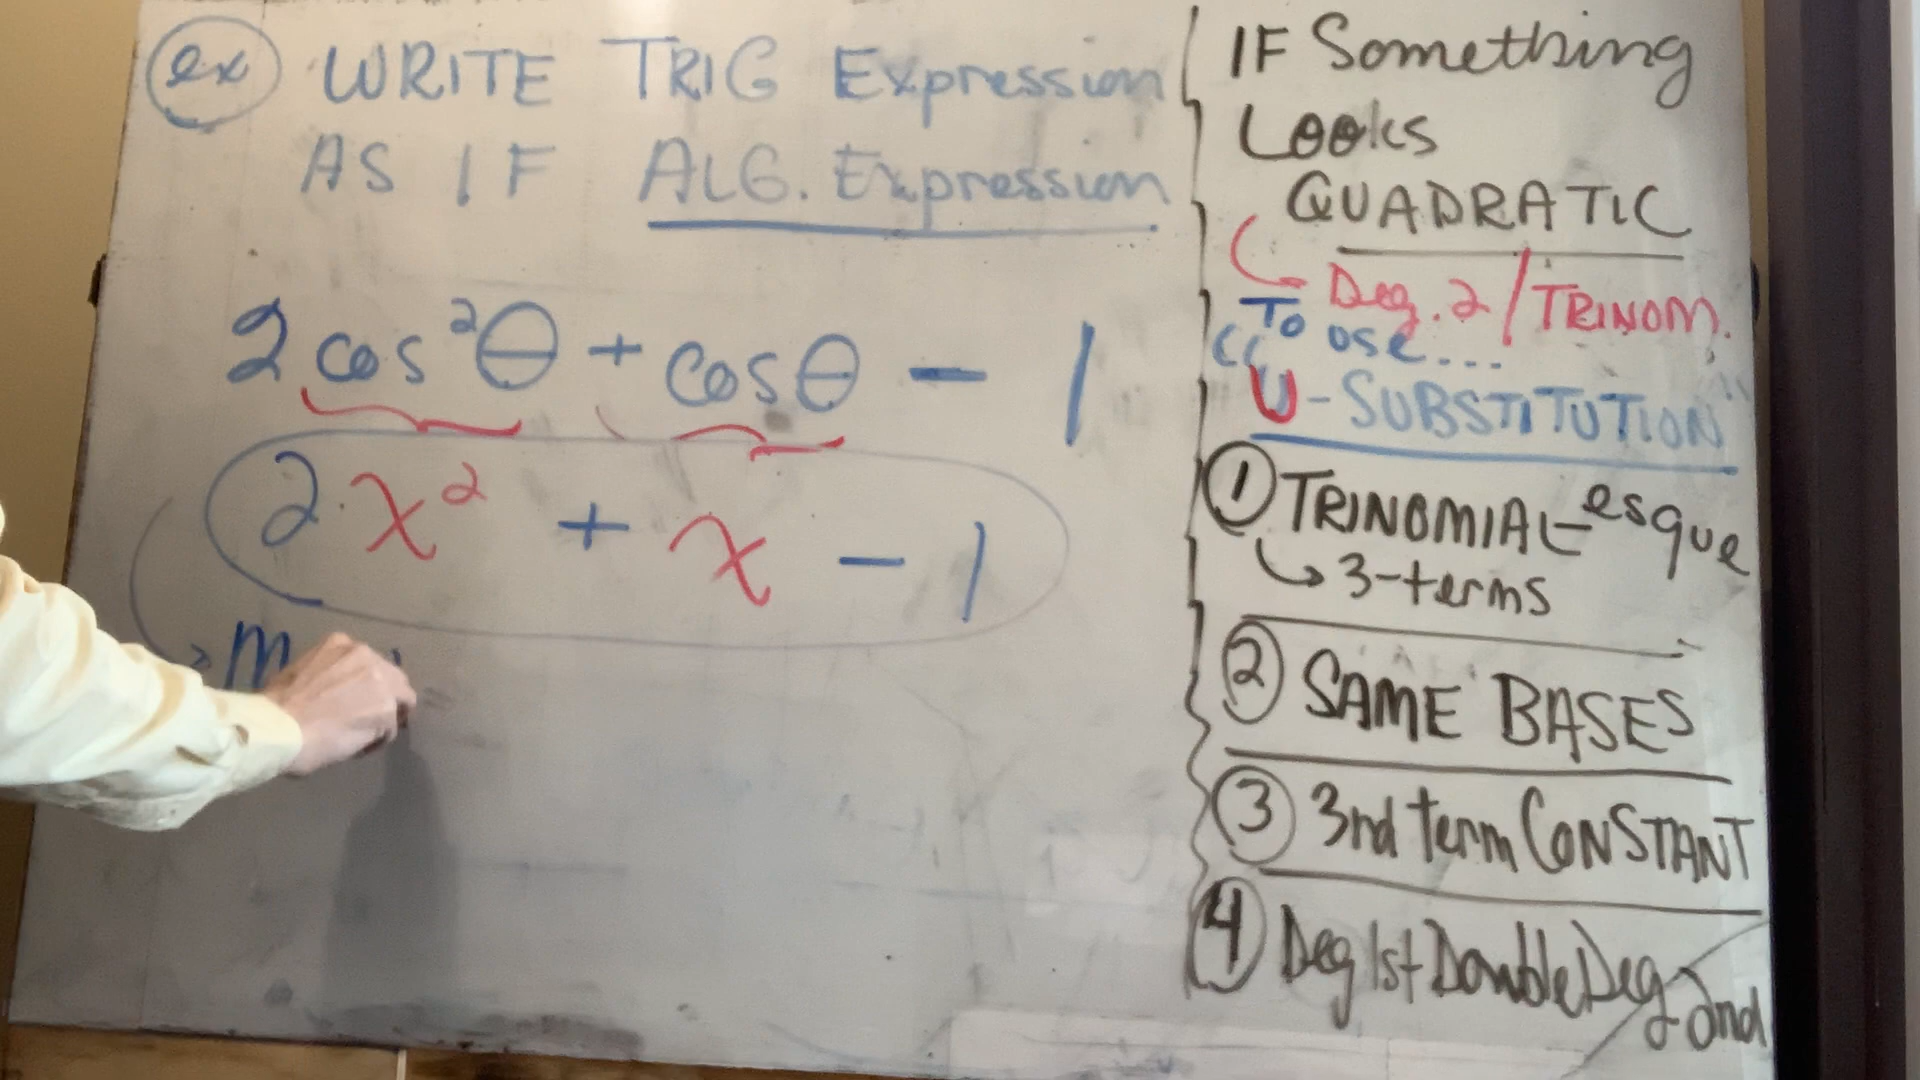 ex WRITE TRIG Expression
AS IF ALG. Expression
2 cos²θ + cosθ - 1
2·x² + x - 1
IF Something
Looks
QUADRATIC
Deg. 2 / TRINOM.
To use...
"U-SUBSTITUTION"
① TRINOMIAL-esque
↳ 3-terms
② SAME BASES
③ 3rd term CONSTANT
④ Deg 1st Double Deg 2nd